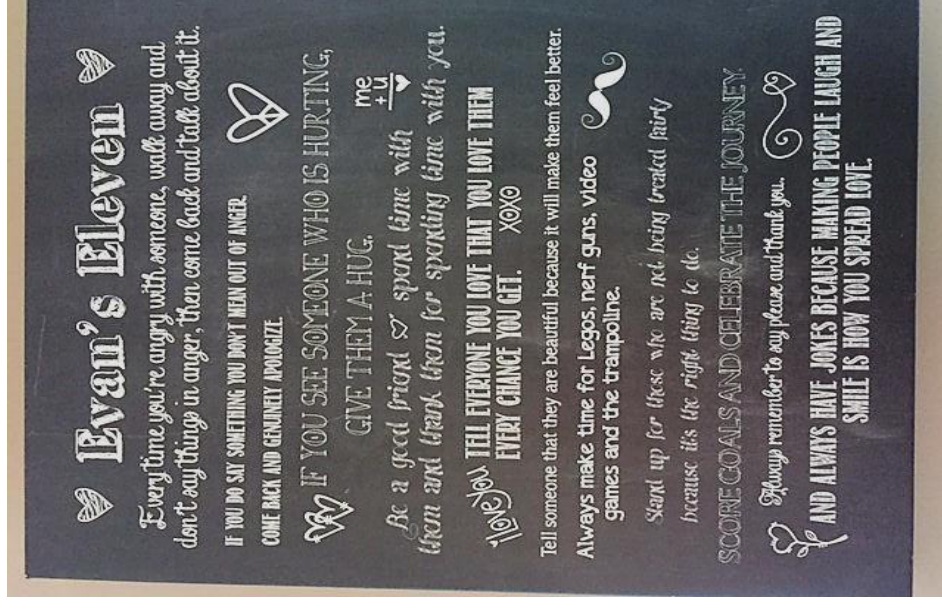 Evan's Eleven
Everytime you're angry with someone, walk away and
don't say things in anger, then come back and talk about it.
IF YOU DO SAY SOMETHING YOU DON'T MEAN OUT OF ANGER.
COME BACK AND GENUINELY APOLOGIZE
IF YOU SEE SOMEONE WHO IS HURTING,
GIVE THEM A HUG.
me
+ u
Be a good friend spend time with
them and thank them for spending time with you.
I Love You
TELL EVERYONE YOU LOVE THAT YOU LOVE THEM
EVERY CHANCE YOU GET. XOXO
Tell someone that they are beautiful because it will make them feel better.
Always make time for Legos, nerf guns, video
games and the trampoline.
Stand up for those who are not being treated fairly
because it's the right thing to do.
SCORE GOALS AND CELEBRATE THE JOURNEY.
Always remember to say please and thank you.
AND ALWAYS HAVE JOKES BECAUSE MAKING PEOPLE LAUGH AND
SMILE IS HOW YOU SPREAD LOVE.